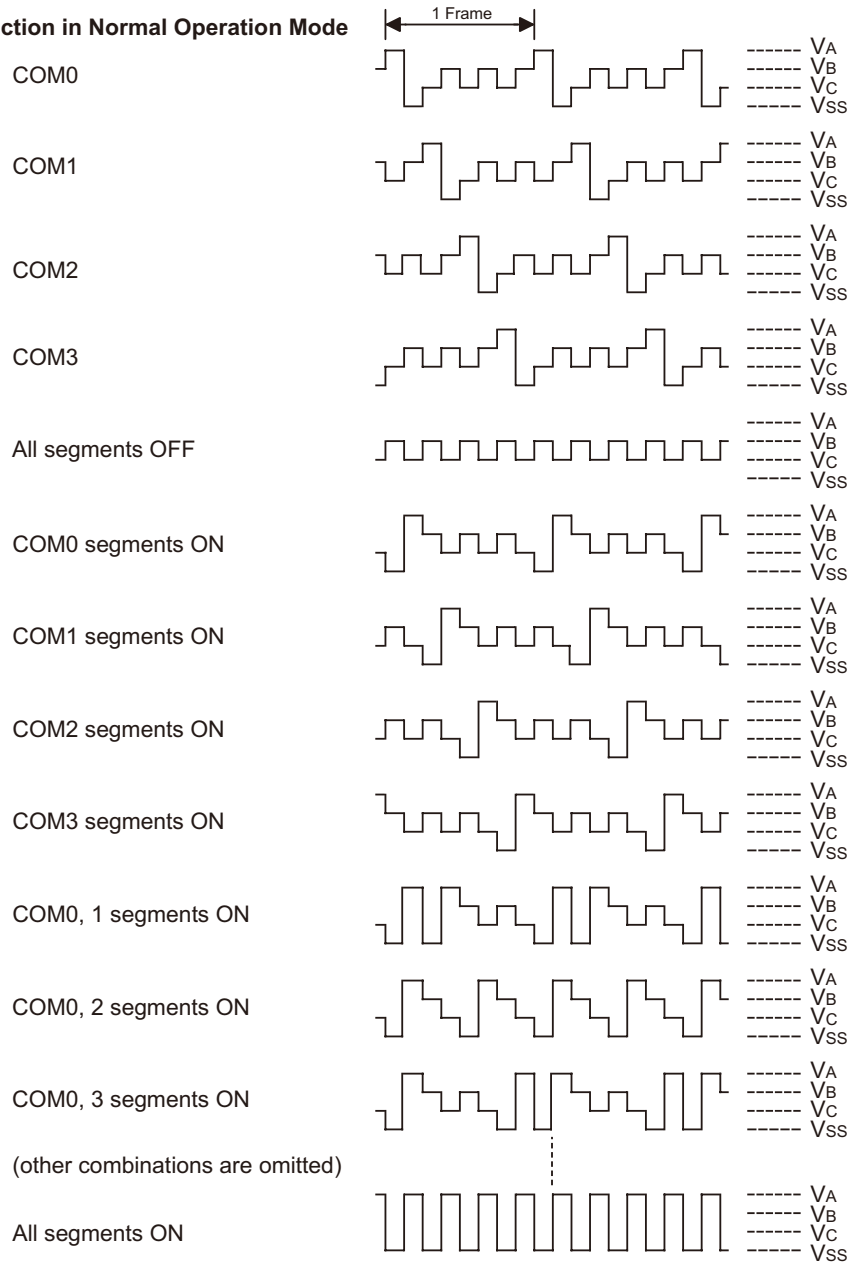 ction in Normal Operation Mode
1 Frame
COM0
VA
VB
VC
VSS
COM1
VA
VB
VC
VSS
COM2
VA
VB
VC
VSS
COM3
VA
VB
VC
VSS
All segments OFF
VA
VB
VC
VSS
COM0 segments ON
VA
VB
VC
VSS
COM1 segments ON
VA
VB
VC
VSS
COM2 segments ON
VA
VB
VC
VSS
COM3 segments ON
VA
VB
VC
VSS
COM0, 1 segments ON
VA
VB
VC
VSS
COM0, 2 segments ON
VA
VB
VC
VSS
COM0, 3 segments ON
VA
VB
VC
VSS
(other combinations are omitted)
All segments ON
VA
VB
VC
VSS